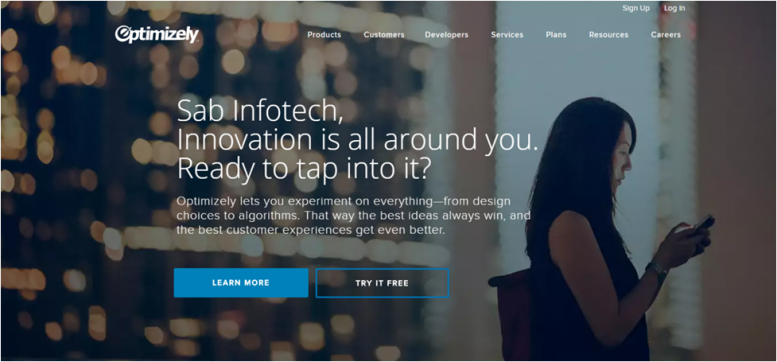 Sign Up Log In
Optimizely
Products Customers Developers Services Plans Resources Careers
Sab Infotech,
Innovation is all around you.
Ready to tap into it?
Optimizely lets you experiment on everything—from design
choices to algorithms. That way the best ideas always win, and
the best customer experiences get even better.
LEARN MORE TRY IT FREE